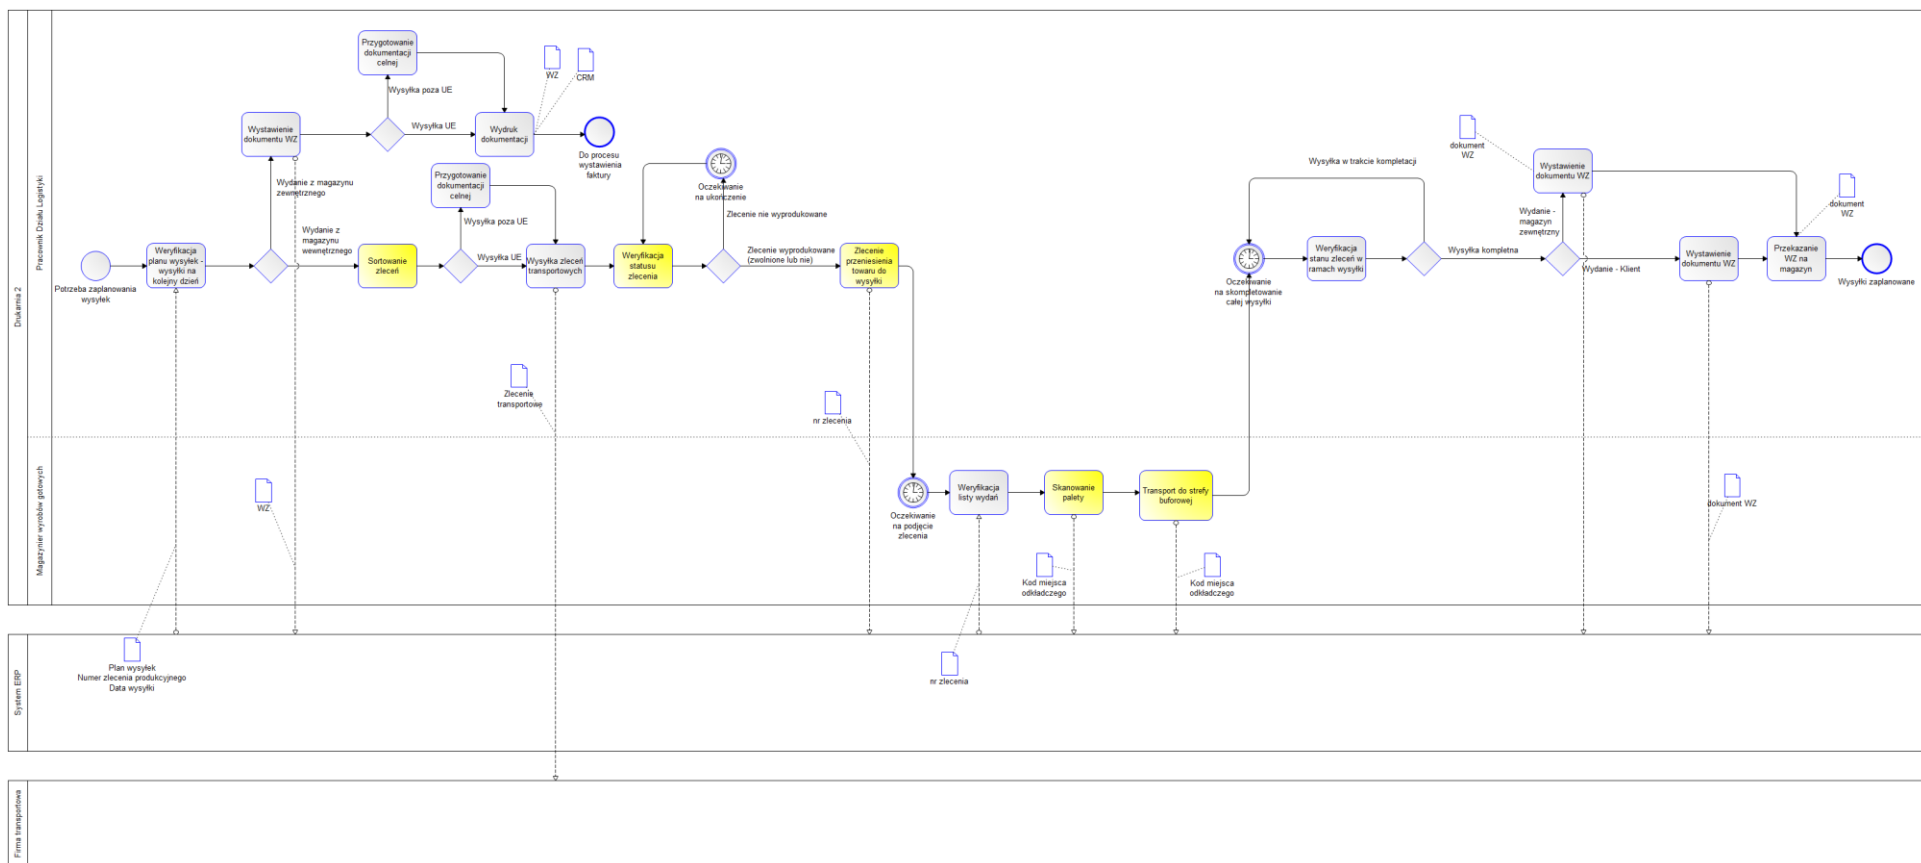 Drukarnia 2
Pracownik Działu Logistyki
Magazynier wyrobów gotowych
System ERP
Firma transportowa
Potrzeba zaplanowania
wysyłek
Weryfikacja
planu wysyłek -
wysyłki na
kolejny dzień
Wydanie z magazynu
zewnętrznego
Wydanie z
magazynu
wewnętrznego
Wystawienie
dokumentu WZ
Przygotowanie
dokumentacji
celnej
Wysyłka poza UE
Wysyłka UE
Wydruk
dokumentacji
WZ
CRM
Do procesu
wystawienia
faktury
Sortowanie
zleceń
Przygotowanie
dokumentacji
celnej
Wysyłka poza UE
Wysyłka UE
Wysyłka zleceń
transportowych
Weryfikacja
statusu
zlecenia
Oczekiwanie
na ukończenie
Zlecenie nie wyprodukowane
Zlecenie wyprodukowane
(zwolnione lub nie)
Zlecenie
przeniesienia
towaru do
wysyłki
Zlecenie
transportowe
nr zlecenia
WZ
Oczekiwanie
na podjęcie
zlecenia
Weryfikacja
listy wydań
Skanowanie
palety
Transport do strefy
buforowej
Kod miejsca
odkładczego
Kod miejsca
odkładczego
Oczekiwanie
na skompletowanie
całej wysyłki
Wysyłka w trakcie kompletacji
Weryfikacja
stanu zleceń w
ramach wysyłki
Wysyłka kompletna
Wydanie -
magazyn
zewnętrzny
Wydanie - Klient
dokument
WZ
Wystawienie
dokumentu WZ
dokument
WZ
Wystawienie
dokumentu WZ
Przekazanie
WZ na
magazyn
Wysyłki zaplanowane
dokument WZ
Plan wysyłek
Numer zlecenia produkcyjnego
Data wysyłki
nr zlecenia